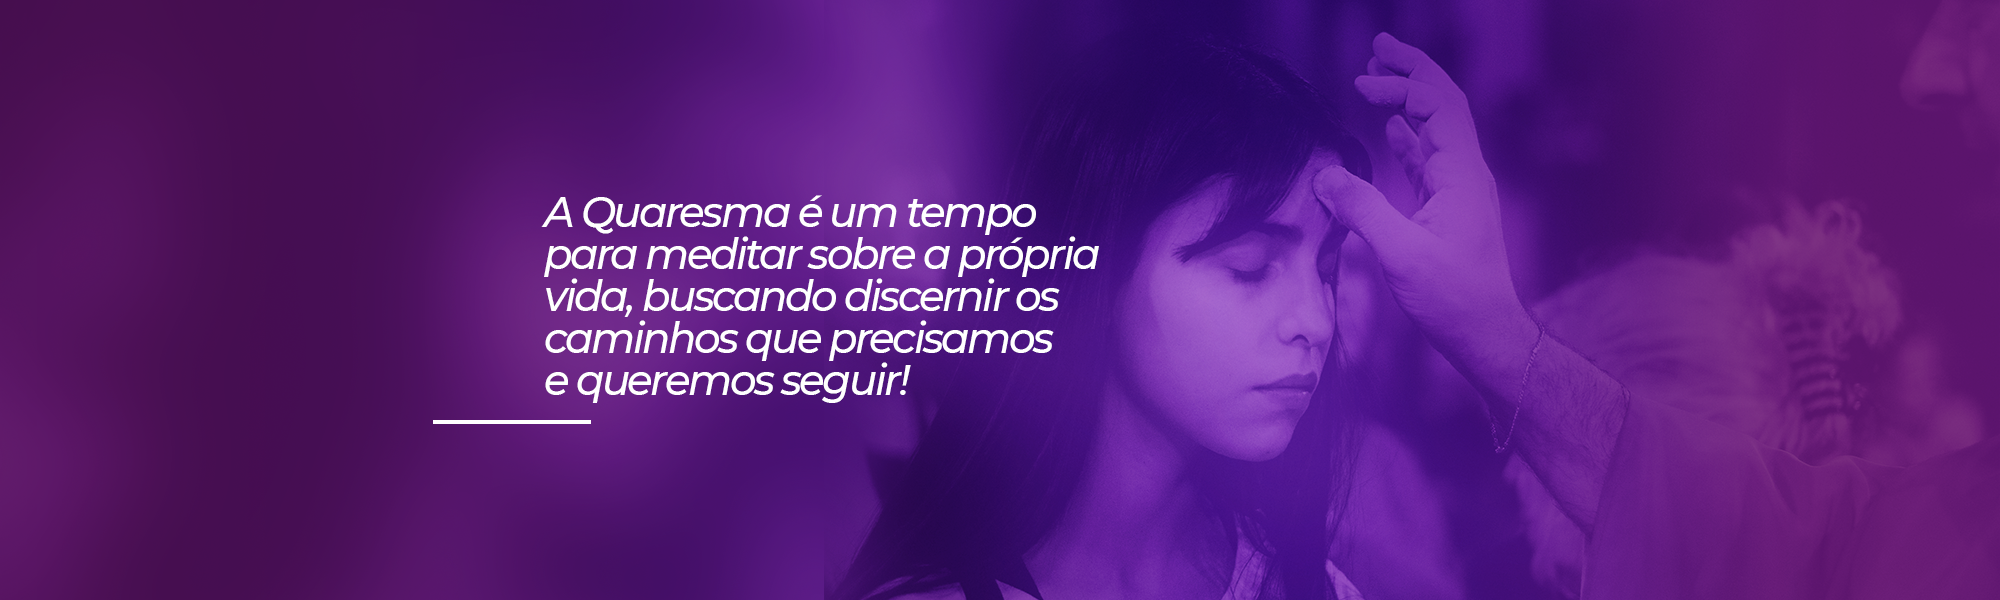 A Quaresma é um tempo
para meditar sobre a própria
vida, buscando discernir os
caminhos que precisamos
e queremos seguir!